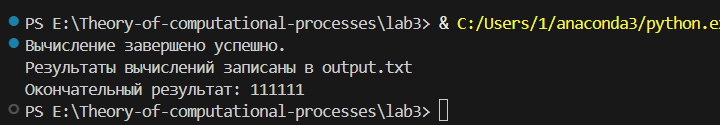 PS E:\Theory-of-computational-processes\lab3> & C:/Users/1/anaconda3/python.ex
Вычисление завершено успешно.
Результаты вычислений записаны в output.txt
Окончательный результат: 111111
PS E:\Theory-of-computational-processes\lab3>